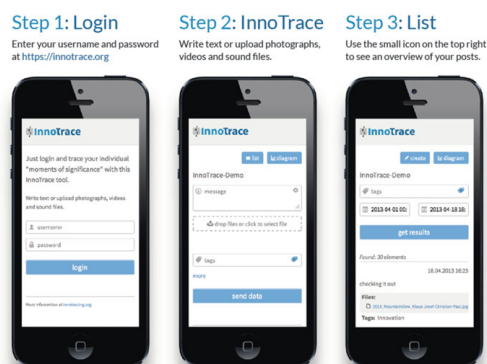 Step 1: Login
Enter your username and password
at https://innotrace.org
InnoTrace
Just login and trace your individual
"moments of significance" with this
InnoTrace tool.
Write text or upload photographs, videos
and sound files.
username
password
login
More information at
Step 2: InnoTrace
Write text or upload photographs,
videos and sound files.
InnoTrace
list
diagram
InnoTrace-Demo
message
drop files or click to select file
tags
send data
Step 3: List
Use the small icon on the top right
to see an overview of your posts.
InnoTrace
create
diagram
InnoTrace-Demo
tags
2013-04-01 00:
2013-04-18 18:
get results
Found: 20 elements
18.04.2013 16:23
checking it out
Files:
Tags: Innovation